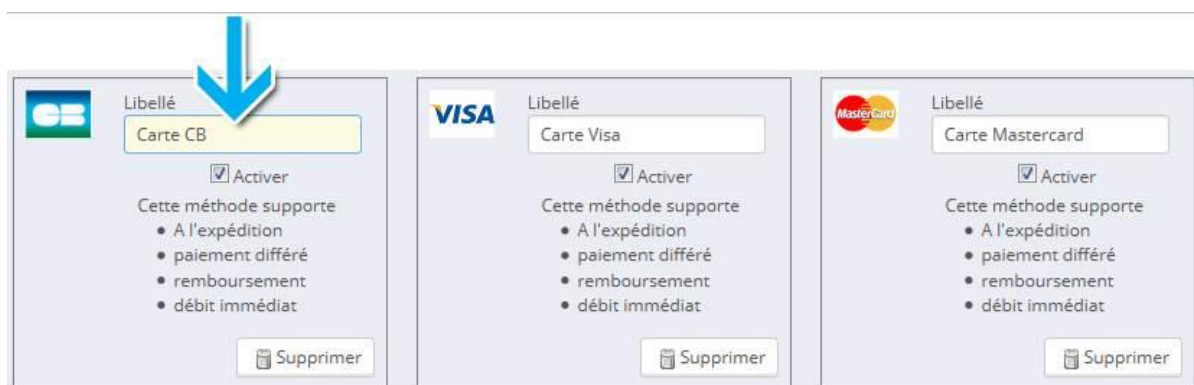 CB
Libellé
Carte CB
Activer
Cette méthode supporte
• A l'expédition
• paiement différé
• remboursement
• débit immédiat
Supprimer
VISA
Libellé
Carte Visa
Activer
Cette méthode supporte
• A l'expédition
• paiement différé
• remboursement
• débit immédiat
Supprimer
MasterCard
Libellé
Carte Mastercard
Activer
Cette méthode supporte
• A l'expédition
• paiement différé
• remboursement
• débit immédiat
Supprimer